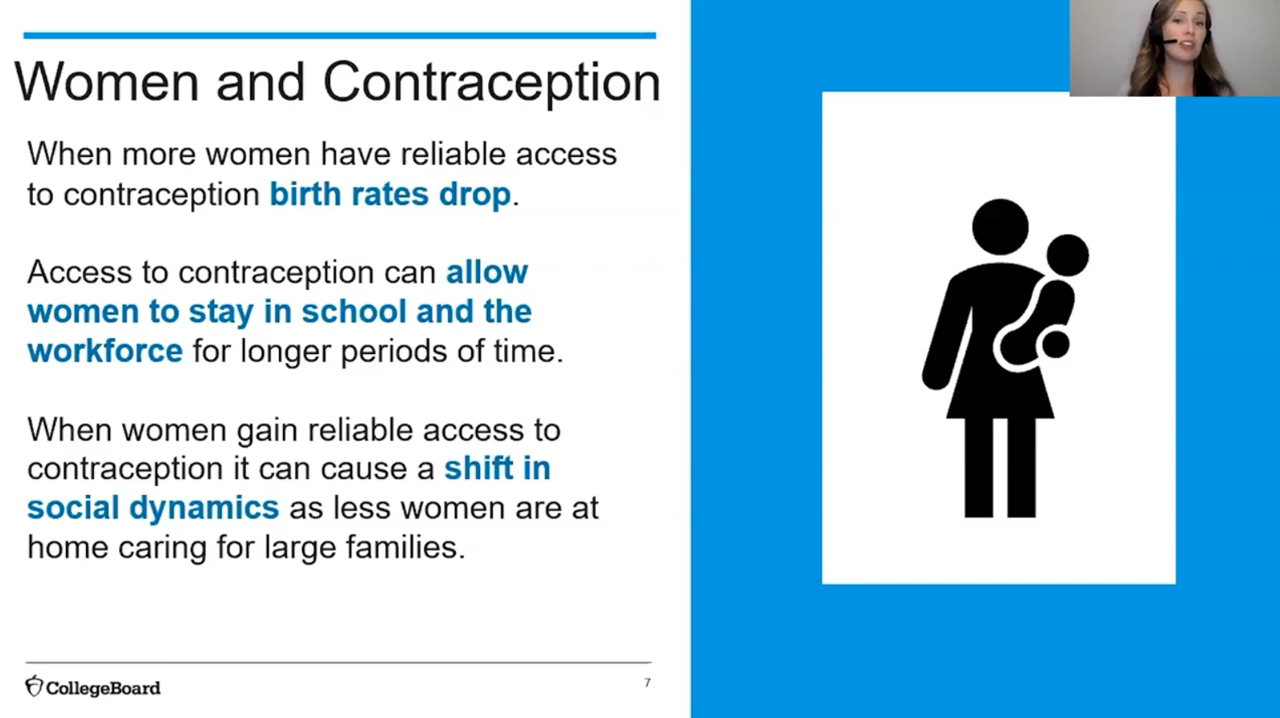 Women and Contraception
When more women have reliable access
to contraception birth rates drop.
Access to contraception can allow
women to stay in school and the
workforce for longer periods of time.
When women gain reliable access to
contraception it can cause a shift in
social dynamics as less women are at
home caring for large families.
CollegeBoard
7